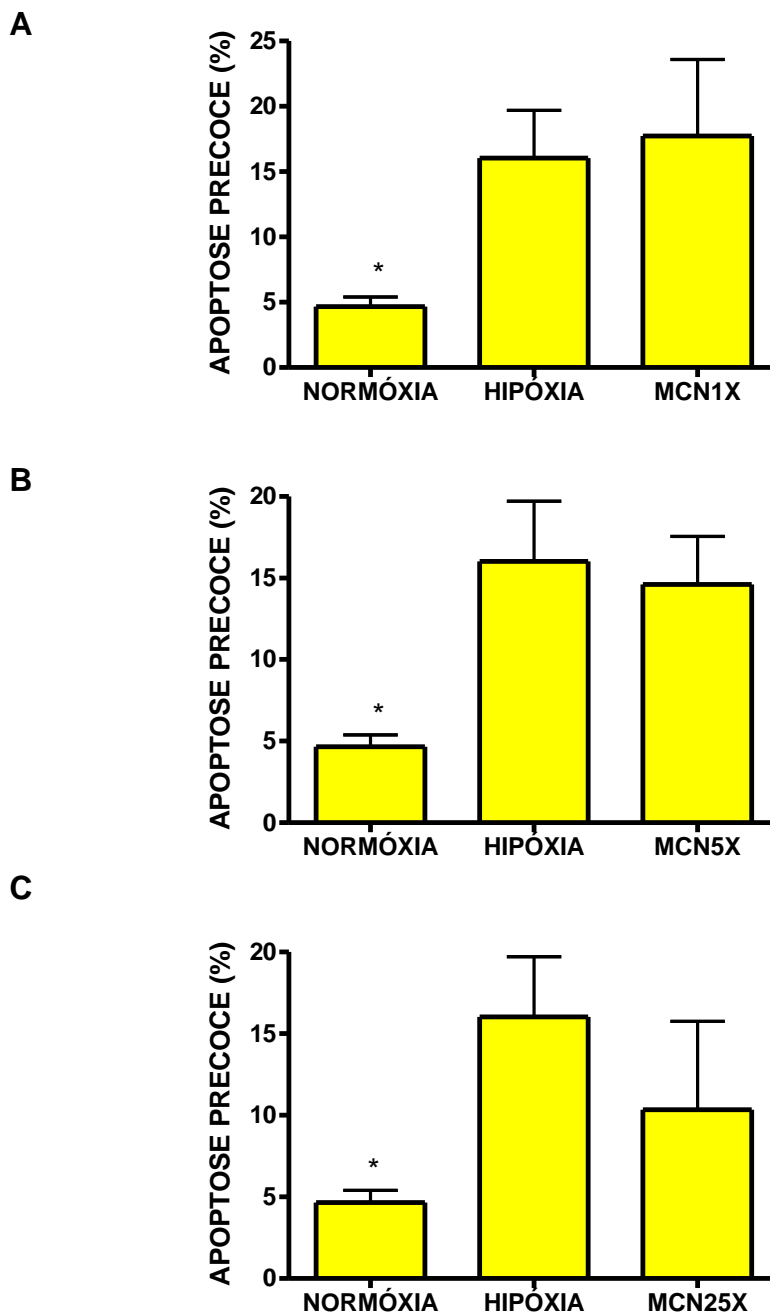 A
APOPTOSE PRECOCE (%)
25
20
15
10
5
0
*
NORMÓXIA HIPÓXIA MCN1X
B
APOPTOSE PRECOCE (%)
20
15
10
5
0
*
NORMÓXIA HIPÓXIA MCN5X
C
APOPTOSE PRECOCE (%)
20
15
10
5
0
*
NORMÓXIA HIPÓXIA MCN25X